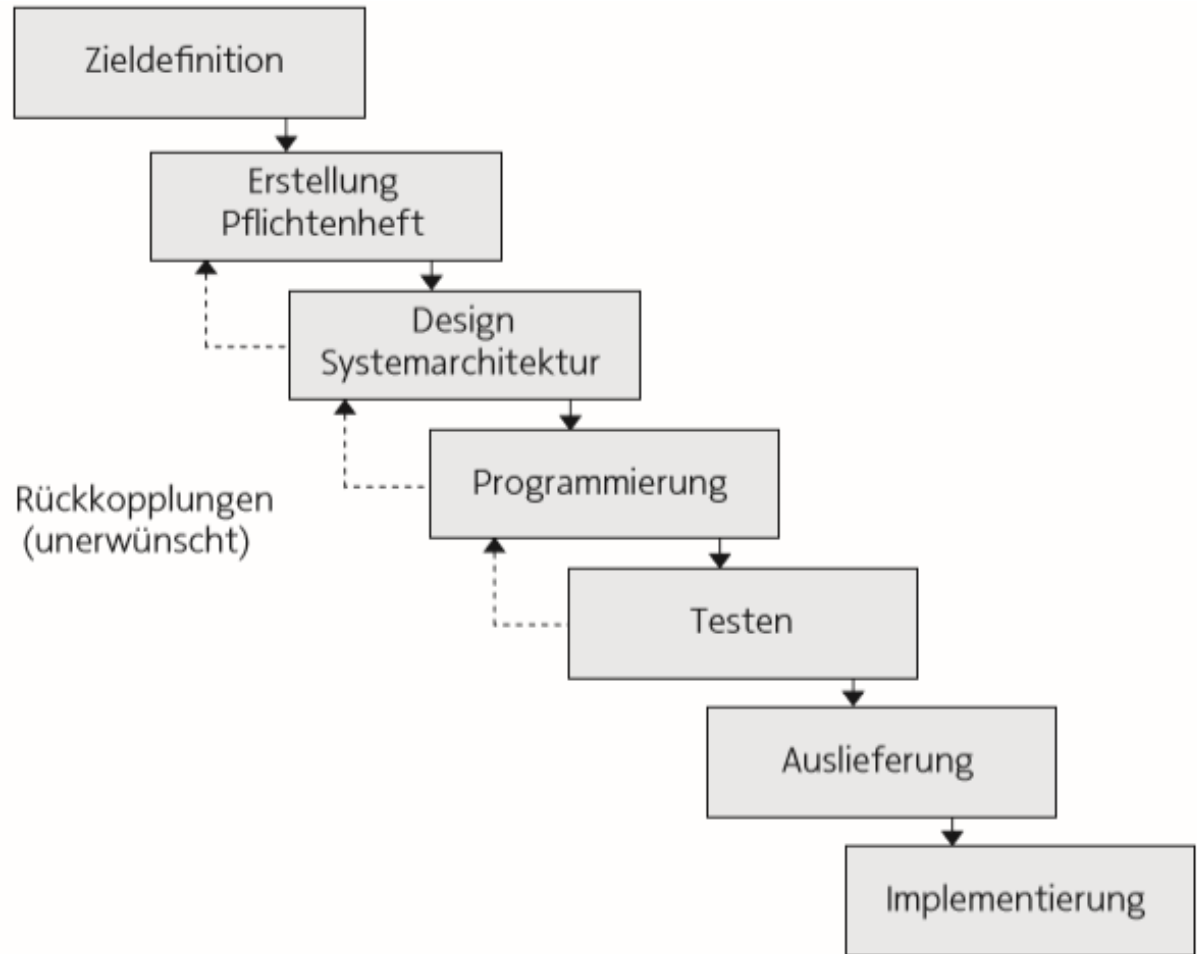 Zieldefinition
Erstellung
Pflichtenheft
Design
Systemarchitektur
Programmierung
Rückkopplungen
(unerwünscht)
Testen
Auslieferung
Implementierung